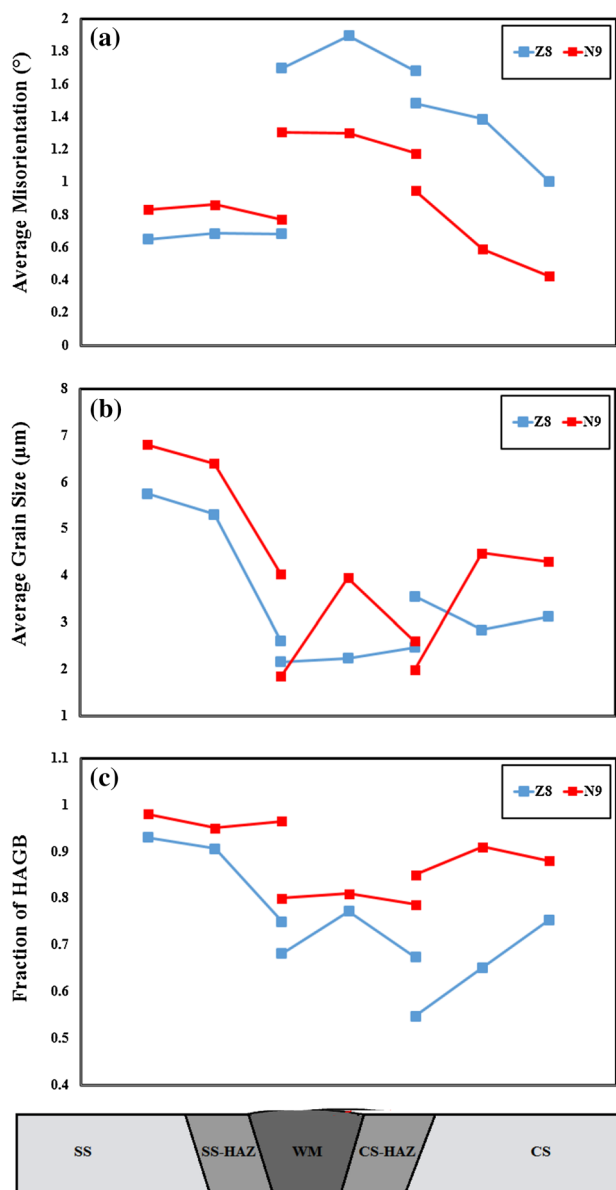 (a)
Z8 N9
Average Misorientation (°)
2
1.8
1.6
1.4
1.2
1
0.8
0.6
0.4
0.2
0
(b)
Z8 N9
Average Grain Size (µm)
8
7
6
5
4
3
2
1
(c)
Z8 N9
Fraction of HAGB
1.1
1
0.9
0.8
0.7
0.6
0.5
0.4
SS SS-HAZ WM CS-HAZ CS